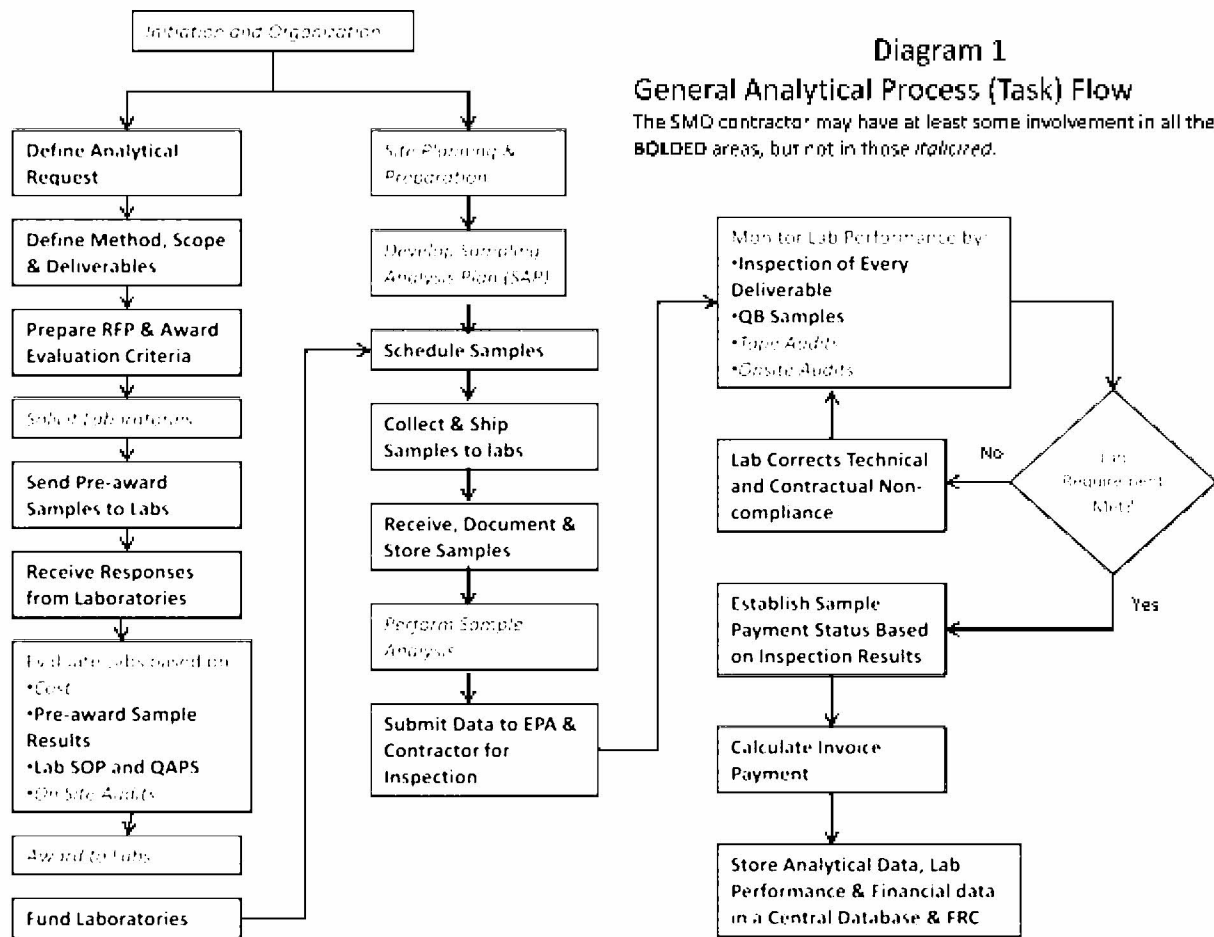 Initiation and Organization
Diagram 1
General Analytical Process (Task) Flow
The SMO contractor may have at least some involvement in all the
BOLDED areas, but not in those italicized.
Define Analytical
Request
Define Method, Scope
& Deliverables
Prepare RFP & Award
Evaluation Criteria
Solicit Laboratories
Send Pre-award
Samples to Labs
Receive Responses
from Laboratories
Evaluate Labs based on
•Cost
•Pre-award Sample
Results
•Lab SOP and QAPS
•On Site Audits
Award to Labs
Fund Laboratories
Site Planning &
Preparation
Develop Sampling
Analysis Plan (SAP)
Schedule Samples
Collect & Ship
Samples to labs
Receive, Document &
Store Samples
Perform Sample
Analysis
Submit Data to EPA &
Contractor for
Inspection
Monitor Lab Performance by:
•Inspection of Every
Deliverable
•QB Samples
•Tape Audits
•Onsite Audits
Lab Corrects Technical
and Contractual Non-
compliance
No
Lab
Requirement
Met?
Yes
Establish Sample
Payment Status Based
on Inspection Results
Calculate Invoice
Payment
Store Analytical Data, Lab
Performance & Financial data
in a Central Database & FRC